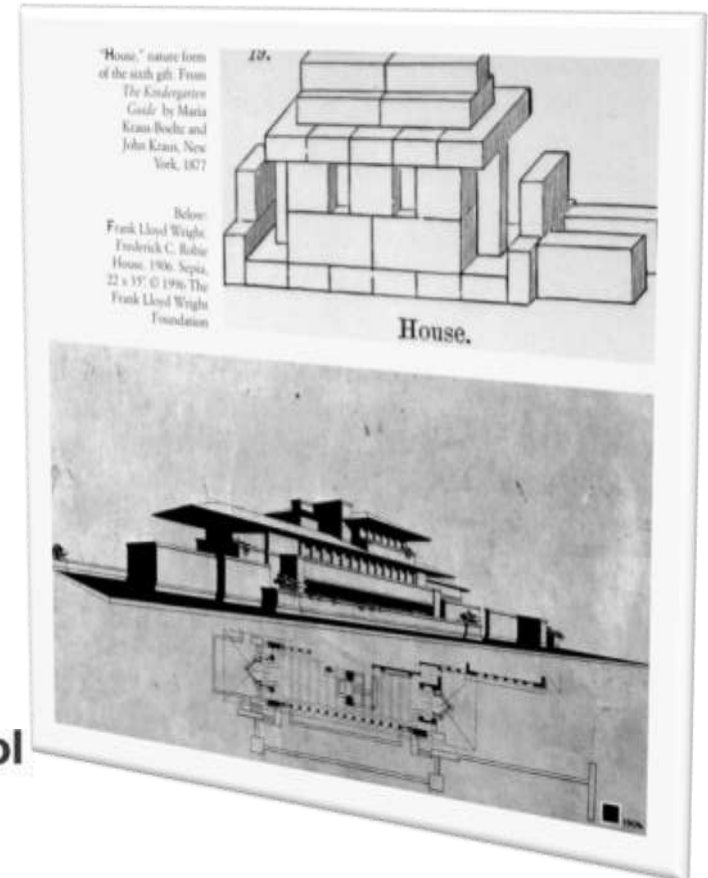 "House," nature form
of the sixth gift. From
The Kindergarten
Guide by Maria
Kraus-Boelte and
John Kraus, New
York, 1877
Below:
Frank Lloyd Wright.
Frederick C. Robie
House. 1906. Sepia,
22 x 35". © 1996 The
Frank Lloyd Wright
Foundation
19.
House.
ol